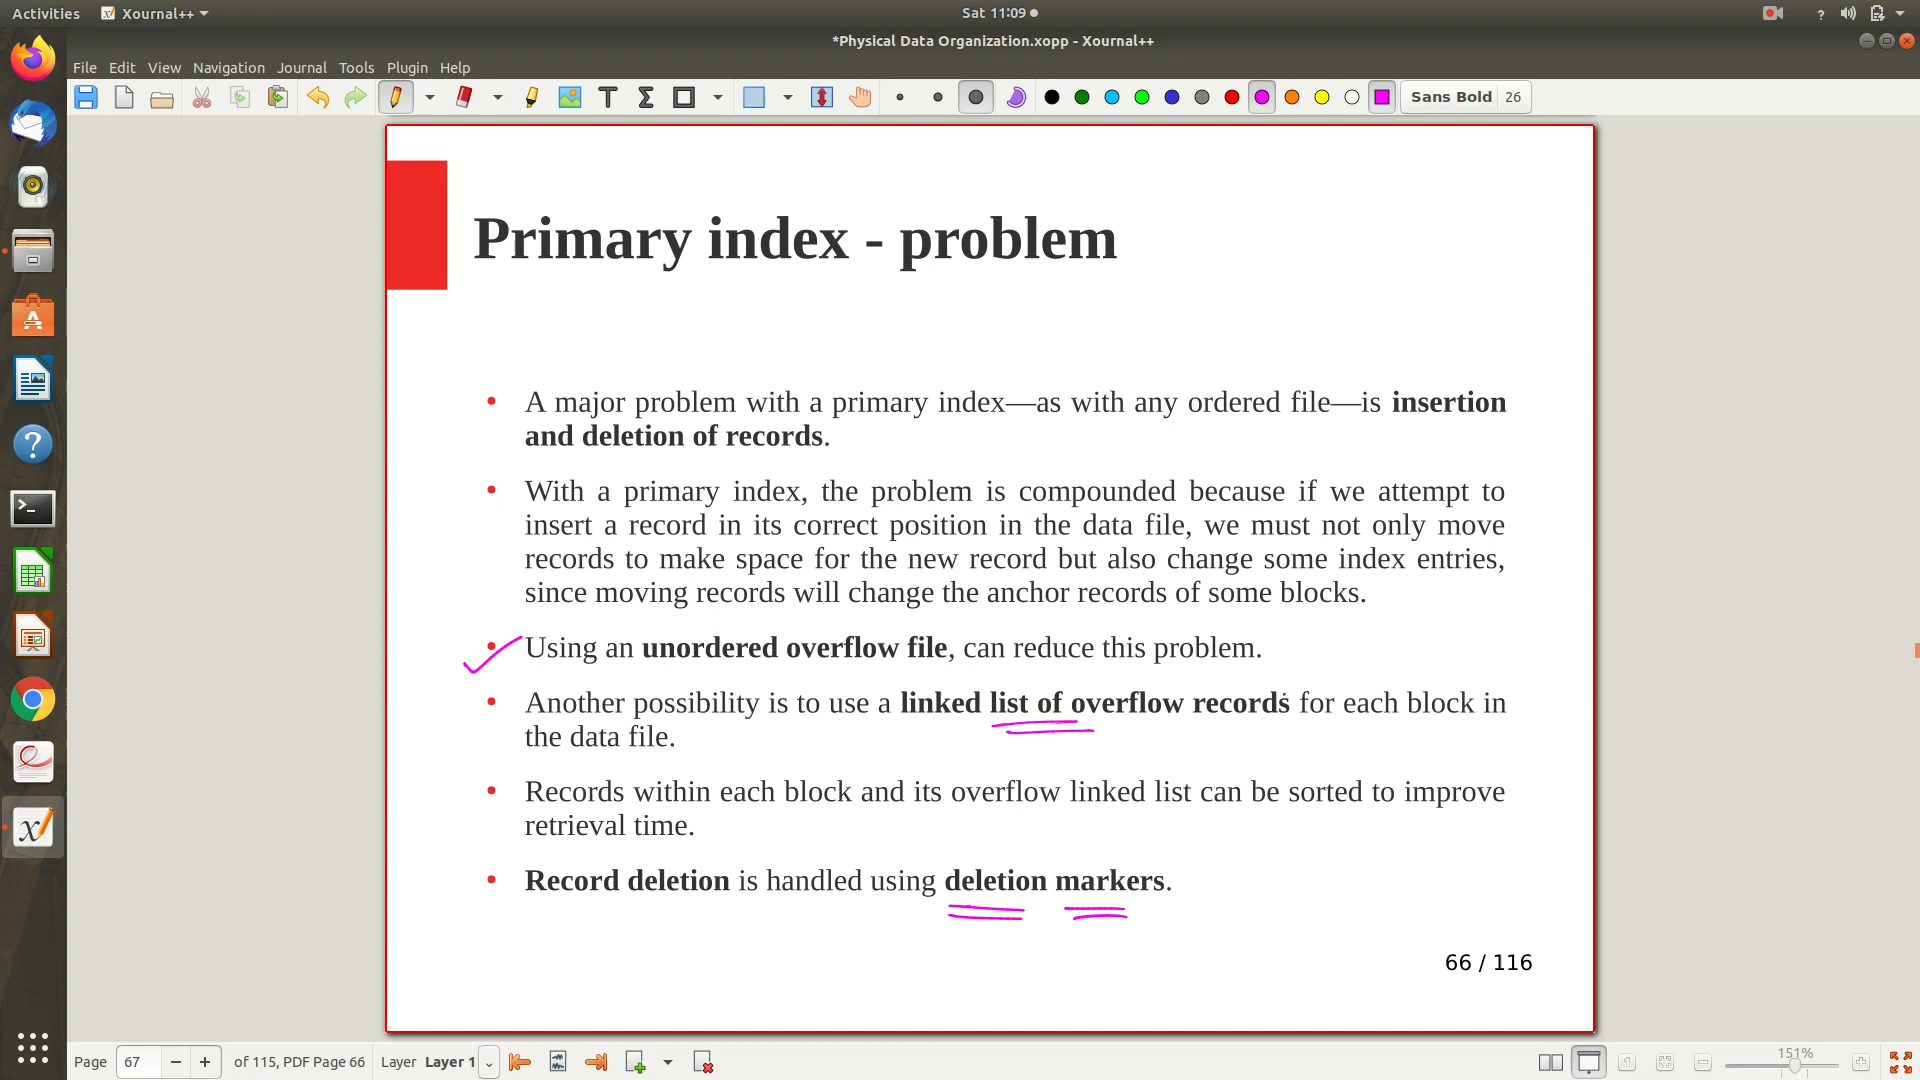 Activities Xournal++ Sat 11:09
*Physical Data Organization.xopp - Xournal++
File Edit View Navigation Journal Tools Plugin Help
Sans Bold 26
Primary index - problem
• A major problem with a primary index—as with any ordered file—is insertion
and deletion of records.
• With a primary index, the problem is compounded because if we attempt to
insert a record in its correct position in the data file, we must not only move
records to make space for the new record but also change some index entries,
since moving records will change the anchor records of some blocks.
• Using an unordered overflow file, can reduce this problem.
• Another possibility is to use a linked list of overflow records for each block in
the data file.
• Records within each block and its overflow linked list can be sorted to improve
retrieval time.
• Record deletion is handled using deletion markers.
66 / 116
Page 67 of 115, PDF Page 66 Layer Layer 1 151%